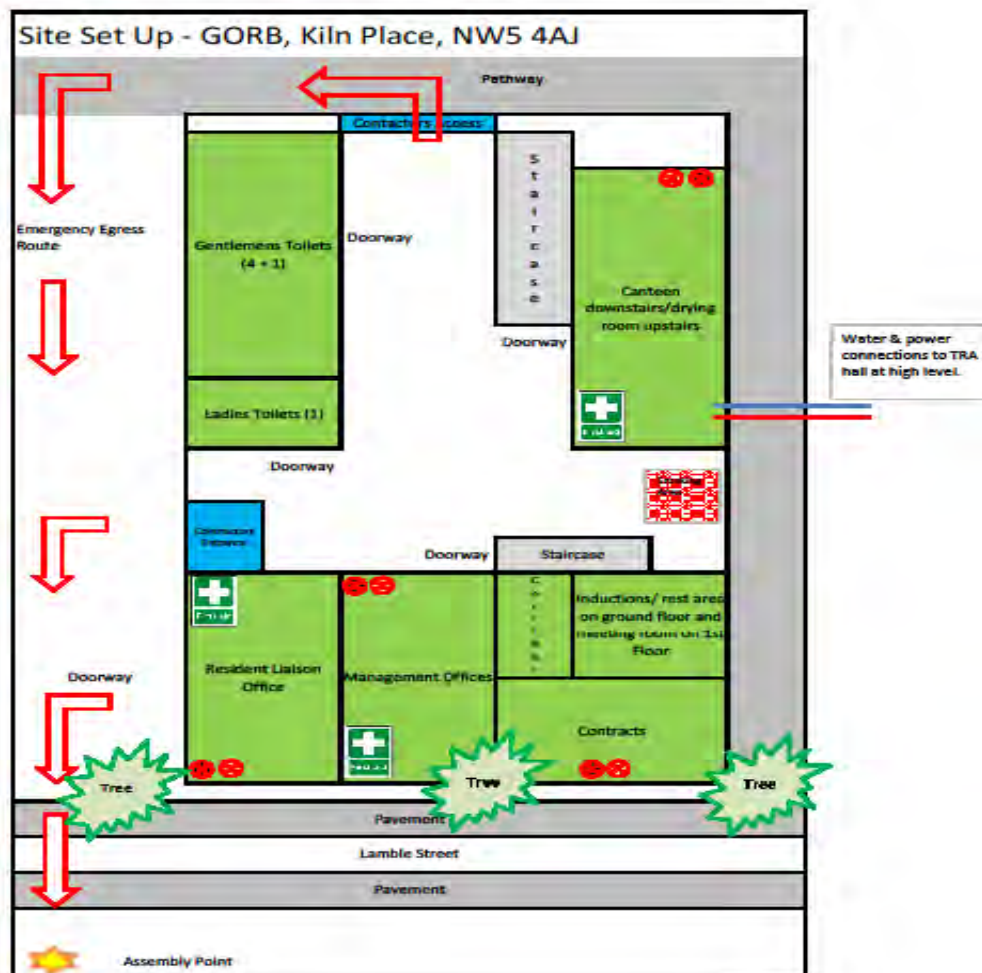 Site Set Up - GORB, Kiln Place, NW5 4AJ
Pathway
Contactors Access
Staircase
Emergency Egress
Route
Gentlemens Toilets
(4 + 1)
Doorway
Canteen
downstairs/drying
room upstairs
Doorway
Water & power
connections to TRA
hall at high level.
Ladies Toilets (1)
Doorway
Doorway
Staircase
Inductions/ rest area
on ground floor and
meeting room on 1st
Floor
Resident Liaison
Office
Management Offices
Doorway
Contracts
Tree
Tree
Tree
Pavement
Lamble Street
Pavement
Assembly Point